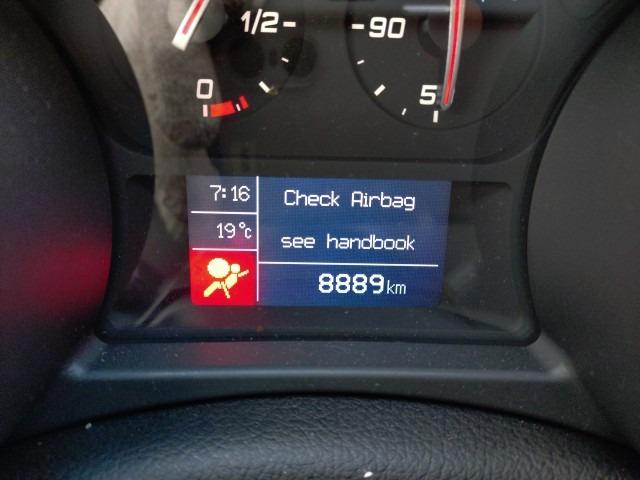 1/2
90
0
5
7:16
Check Airbag
19°c
see handbook
8889km